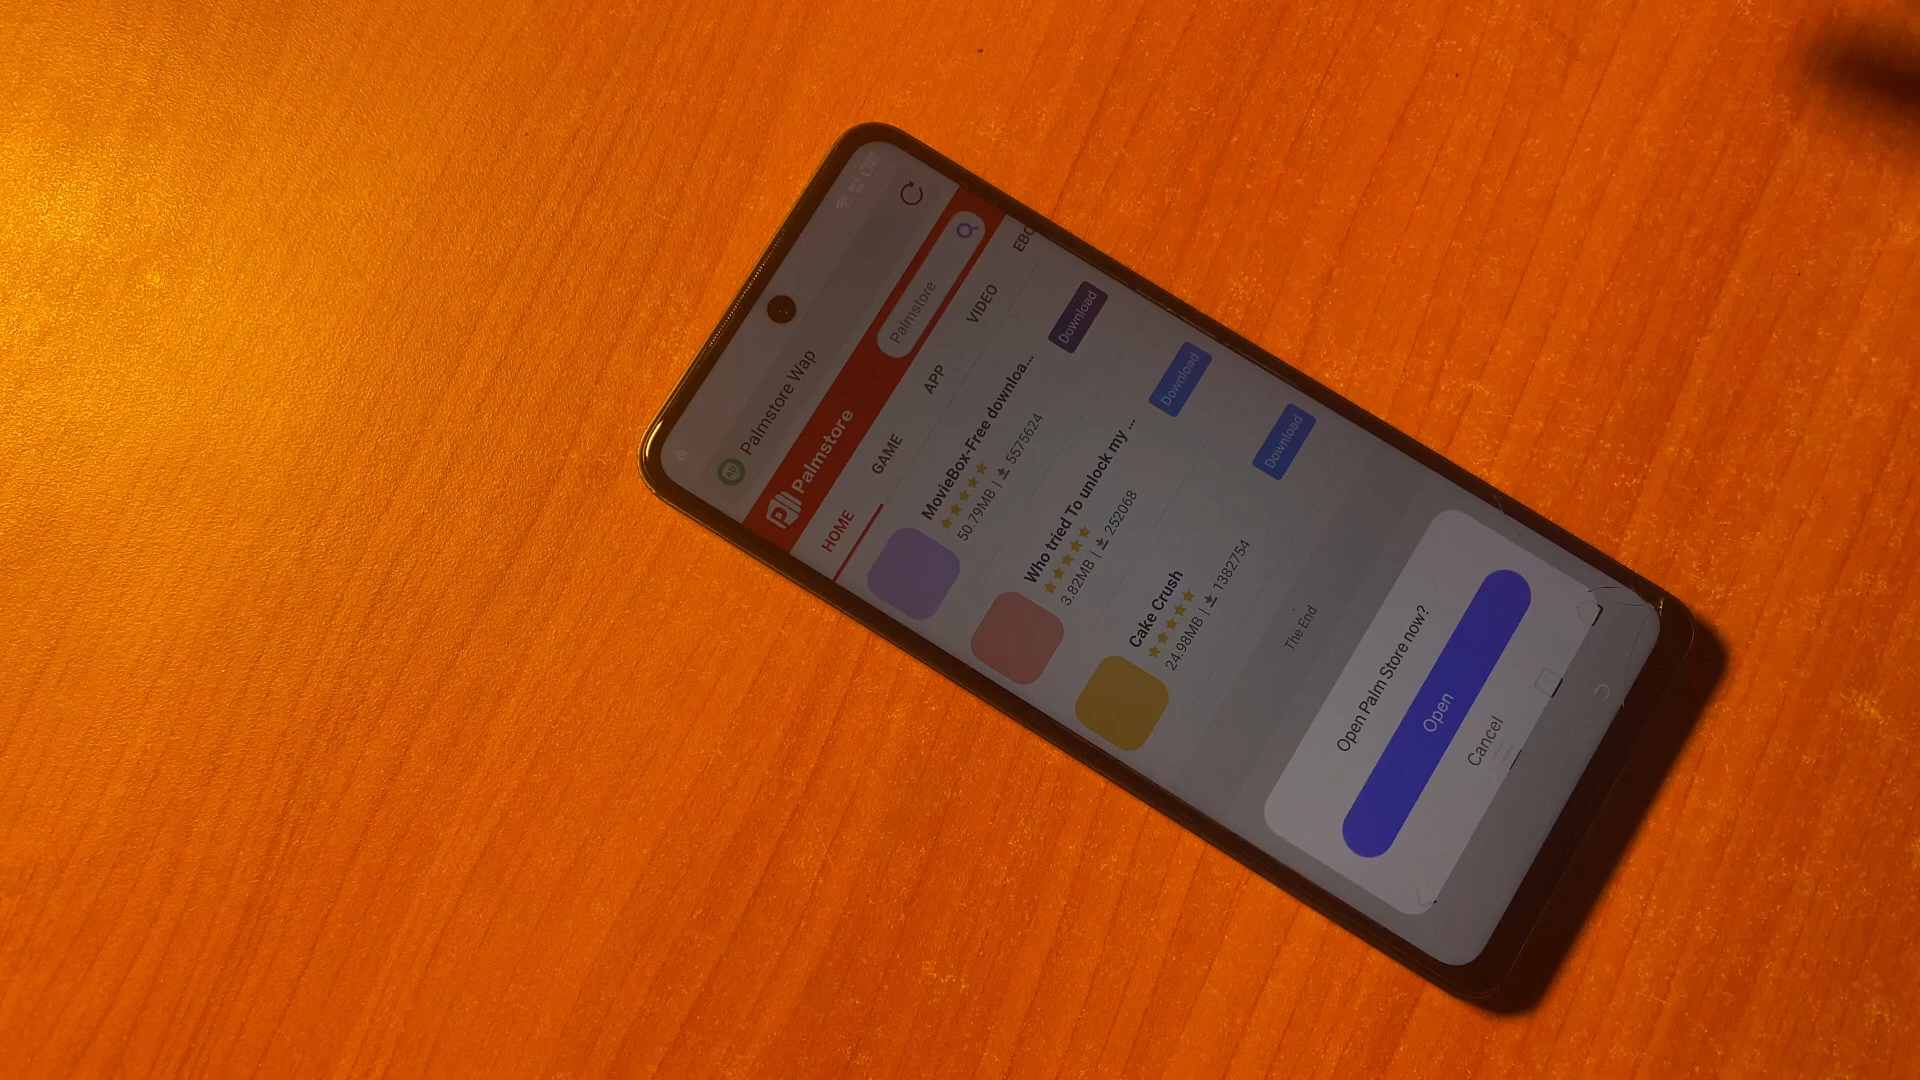 Palmstore Wap
Palmstore
Palmstore
HOME
GAME
APP
VIDEO
MovieBox-Free downloa...
50.79MB | 5575624
Download
Who tried To unlock my ...
3.82MB | 252068
Download
Cake Crush
24.98MB | 1382754
Download
The End
Open Palm Store now?
Open
Cancel